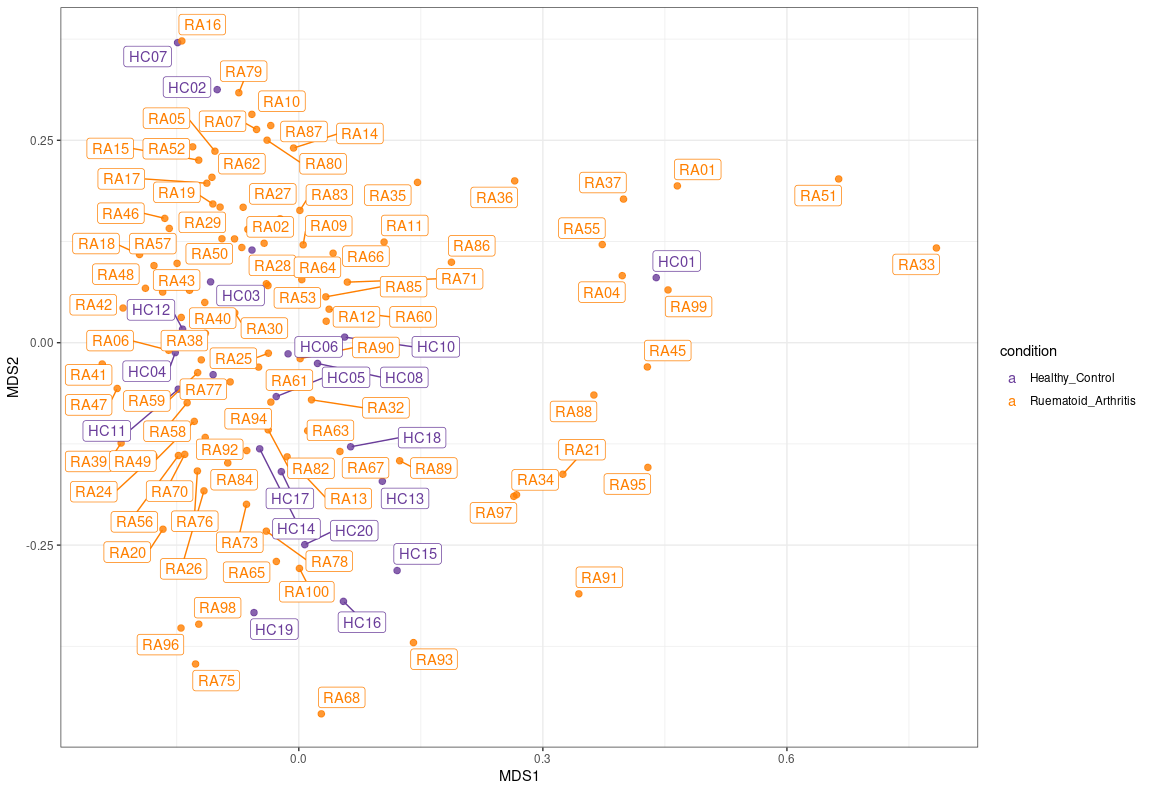 RA16
HC07
RA79
HC02
RA10
RA05
RA07
RA87
RA14
RA15
RA52
RA62
RA80
RA01
RA17
RA37
RA19
RA27
RA83
RA35
RA36
RA51
RA46
RA29
RA02
RA09
RA11
RA55
RA18
RA57
RA50
RA66
RA86
HC01
RA33
RA48
RA43
RA28
RA64
RA71
RA85
RA04
HC03
RA53
RA99
RA42
HC12
RA40
RA12
RA60
RA30
RA06
RA38
HC06
RA90
HC10
RA45
RA25
RA41
HC04
RA61
HC05
HC08
RA77
RA47
RA59
RA32
RA88
RA94
HC11
RA58
RA63
HC18
RA92
RA21
RA39
RA49
RA82
RA67
RA89
RA84
RA34
RA95
RA24
RA70
HC17
RA13
HC13
RA97
RA56
RA76
HC14
HC20
RA73
RA20
HC15
RA78
RA26
RA65
RA91
RA100
RA98
HC16
HC19
RA96
RA93
RA75
RA68
0.25
0.00
-0.25
MDS2
0.0
0.3
0.6
MDS1
condition
a Healthy_Control
a Ruematoid_Arthritis